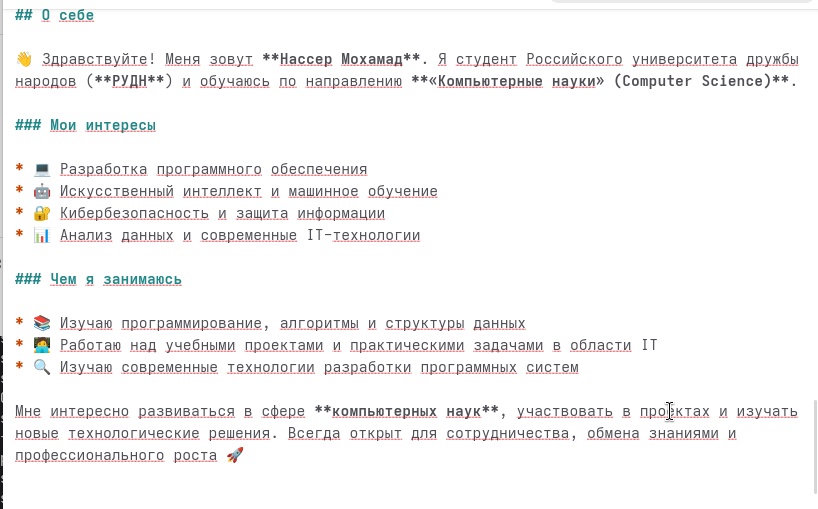 ## О себе
👋 Здравствуйте! Меня зовут **Нассер Мохамад**. Я студент Российского университета дружбы
народов (**РУДН**) и обучаюсь по направлению **«Компьютерные науки» (Computer Science)**.
### Мои интересы
* 💻 Разработка программного обеспечения
* 🤖 Искусственный интеллект и машинное обучение
* 🔐 Кибербезопасность и защита информации
* 📊 Анализ данных и современные IT-технологии
### Чем я занимаюсь
* 📚 Изучаю программирование, алгоритмы и структуры данных
* 🧑‍💻 Работаю над учебными проектами и практическими задачами в области IT
* 🔍 Изучаю современные технологии разработки программных систем
Мне интересно развиваться в сфере **компьютерных наук**, участвовать в проектах и изучать
новые технологические решения. Всегда открыт для сотрудничества, обмена знаниями и
профессионального роста 🚀